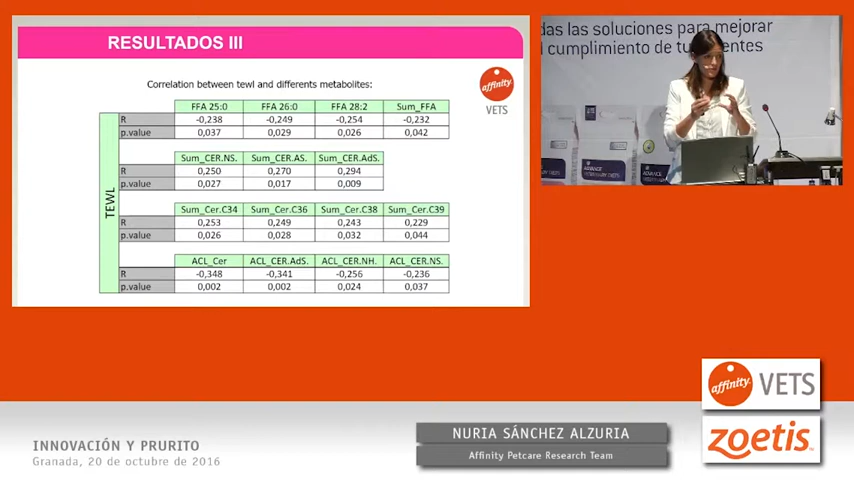 RESULTADOS III
Correlation between tewl and differents metabolites:
affinity
VETS
TEWL
FFA 25:0 FFA 26:0 FFA 28:2 Sum_FFA
R -0,238 -0,249 -0,254 -0,232
p.value 0,037 0,029 0,026 0,042
Sum_CER.NS. Sum_CER.AS. Sum_CER.AdS.
R 0,250 0,270 0,294
p.value 0,027 0,017 0,009
Sum_Cer.C34 Sum_Cer.C36 Sum_Cer.C38 Sum_Cer.C39
R 0,253 0,249 0,243 0,229
p.value 0,026 0,028 0,032 0,044
ACL_Cer ACL_CER.AdS. ACL_CER.NH. ACL_CER.NS.
R -0,348 -0,341 -0,256 -0,236
p.value 0,002 0,002 0,024 0,037
das las soluciones para mejorar
l cumplimiento de tu entes
ADVANCE
ADVANCE
affinity VETS
zoetis
NURIA SÁNCHEZ ALZURIA
Affinity Petcare Research Team
INNOVACIÓN Y PRURITO
Granada, 20 de octubre de 2016